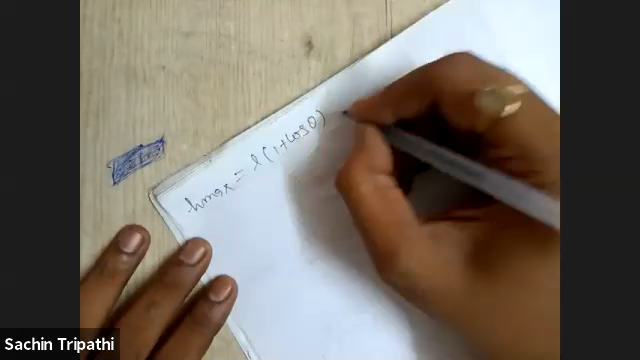 hmax = l (1+cosθ)
Sachin Tripathi